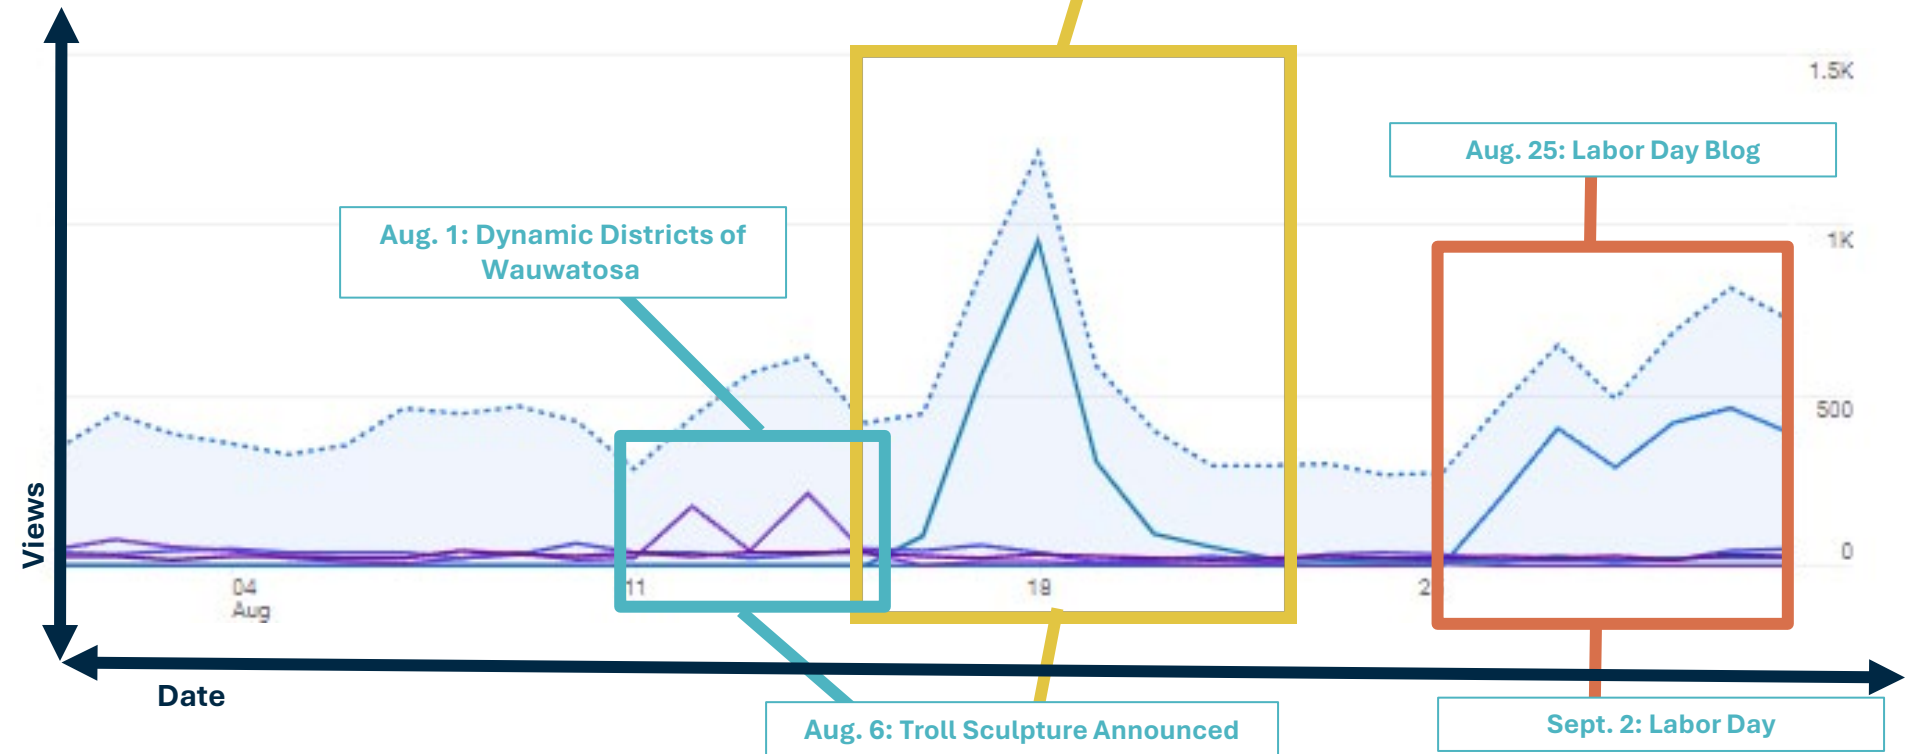 1.5K
Aug. 25: Labor Day Blog
Aug. 1: Dynamic Districts of
Wauwatosa
1K
500
Views
0
04
Aug
11
18
2
Date
Aug. 6: Troll Sculpture Announced
Sept. 2: Labor Day